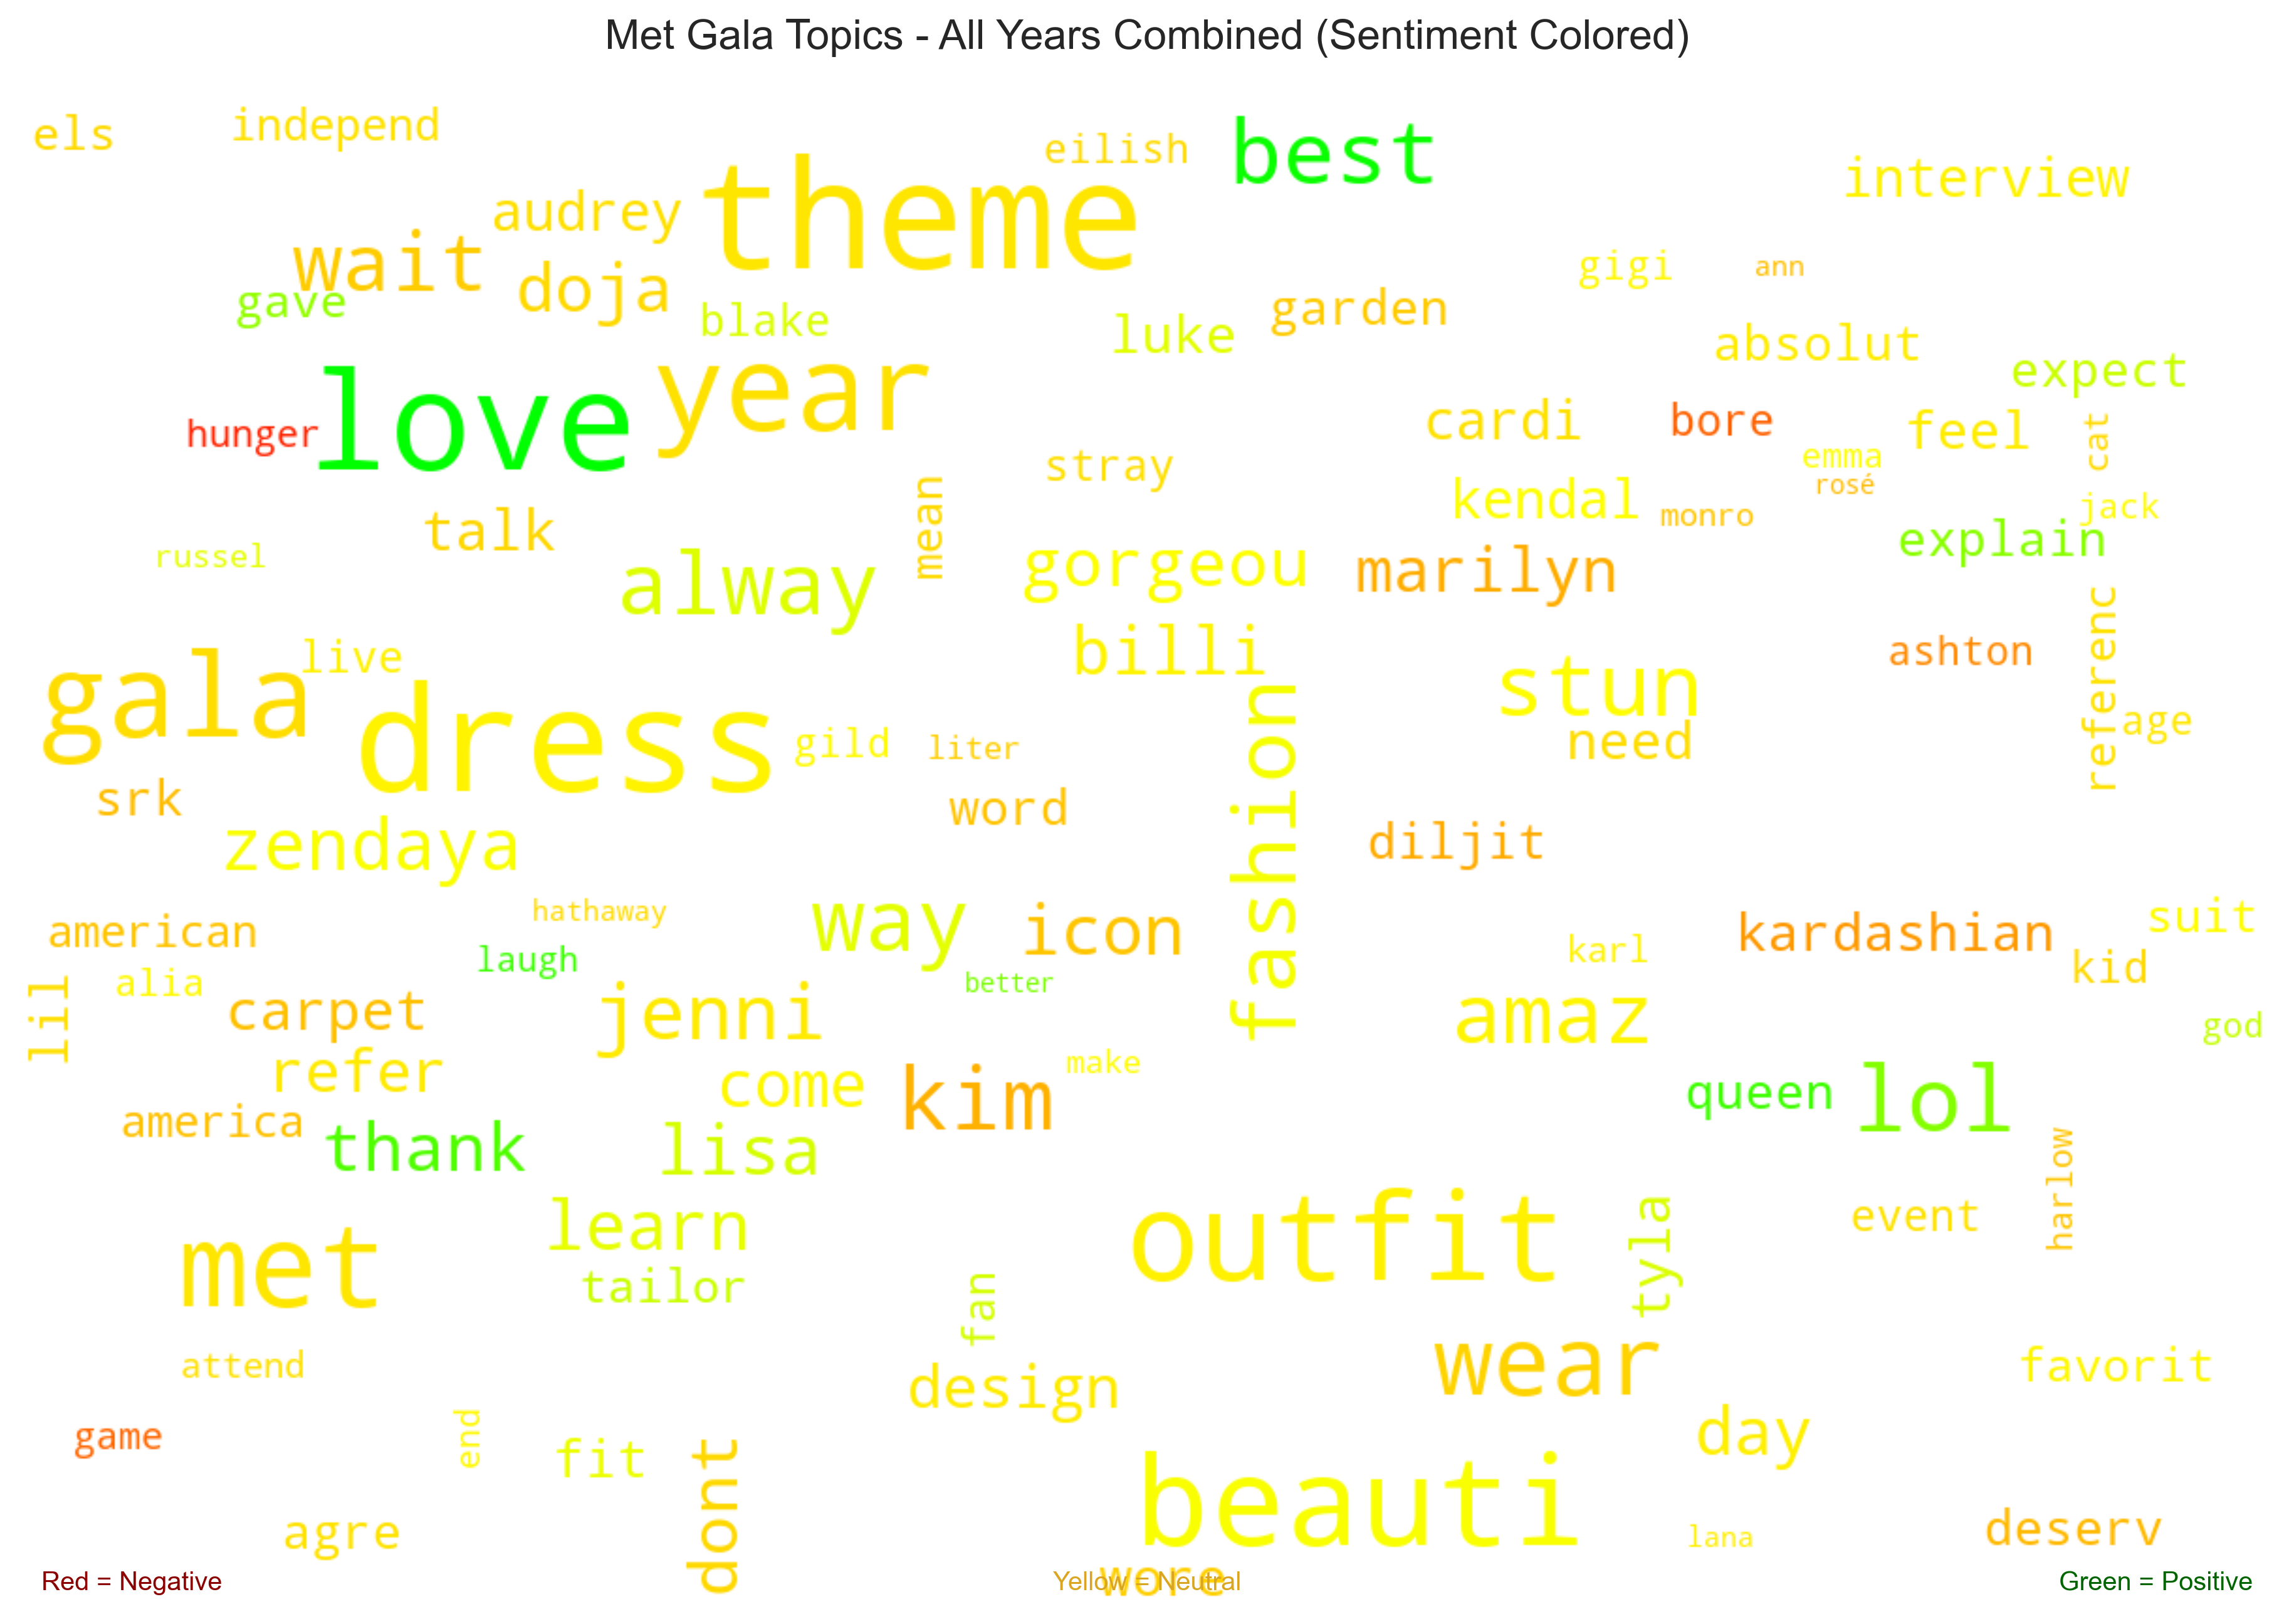 Met Gala Topics - All Years Combined (Sentiment Colored)
els
independ
eilish
best
interview
audrey
theme
wait
doja
gigi
ann
gave
blake
luke
garden
absolut
expect
love
year
hunger
cardi
bore
feel
cat
emma
rosé
stray
kendal
monro
jack
talk
mean
explain
russel
alway
gorgeou
marilyn
referenc
live
billi
ashton
gala
dress
stun
age
gild
liter
need
fashion
srk
word
zendaya
diljit
american
hathaway
way
icon
kardashian
suit
laugh
karl
kid
alia
better
lil
carpet
jenni
amaz
god
refer
come
make
kim
queen
lol
america
thank
lisa
harlow
learn
outfit
tyla
event
met
tailor
fan
attend
design
wear
favorit
game
end
fit
dont
day
beauti
agre
lana
deserv
wore
Red = Negative
Yellow = Neutral
Green = Positive